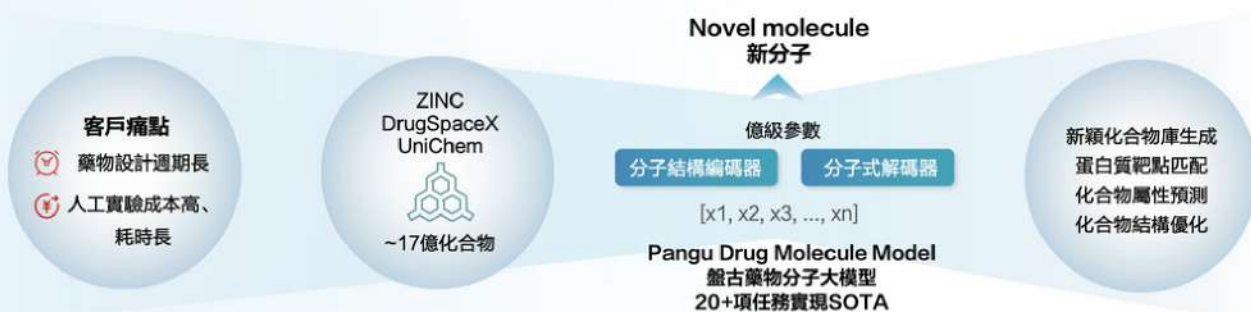 客戶痛點
藥物設計週期長
人工實驗成本高、
耗時長
ZINC
DrugSpaceX
UniChem
~17億化合物
Novel molecule
新分子
億級參數
分子結構編碼器
分子式解碼器
[x1, x2, x3, ..., xn]
Pangu Drug Molecule Model
盤古藥物分子大模型
20+項任務實現SOTA
新穎化合物庫生成
蛋白質靶點匹配
化合物屬性預測
化合物結構優化